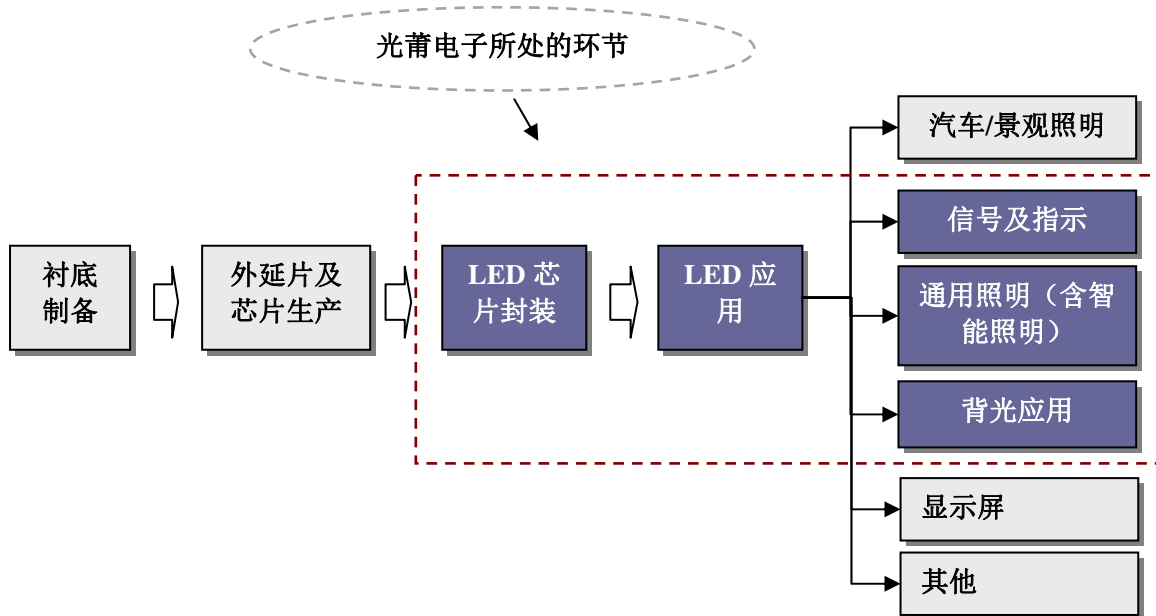 光莆电子所处的环节
汽车/景观照明
信号及指示
衬底
制备
外延片及
芯片生产
LED 芯
片封装
LED 应
用
通用照明（含智
能照明）
背光应用
显示屏
其他